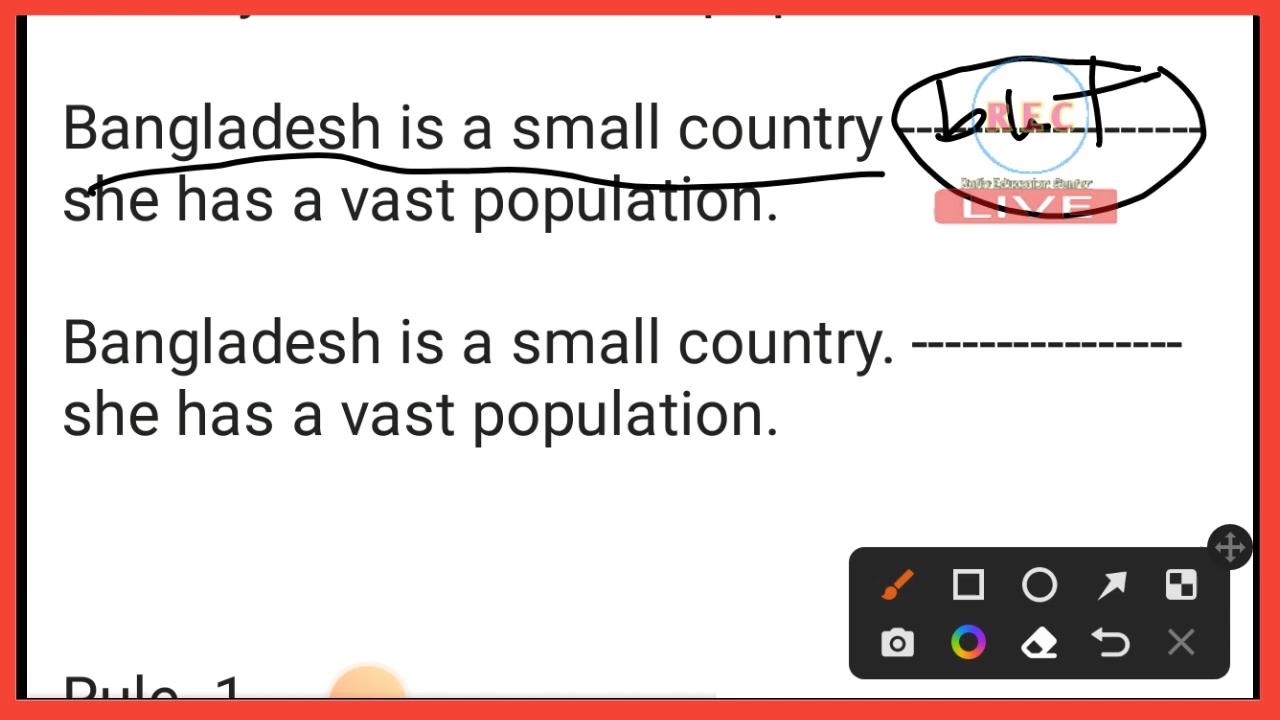 Bangladesh is a small country ----------------- but
R E C
she has a vast population.
LIVE
Bangladesh is a small country. ----------------
she has a vast population.
Rule 1